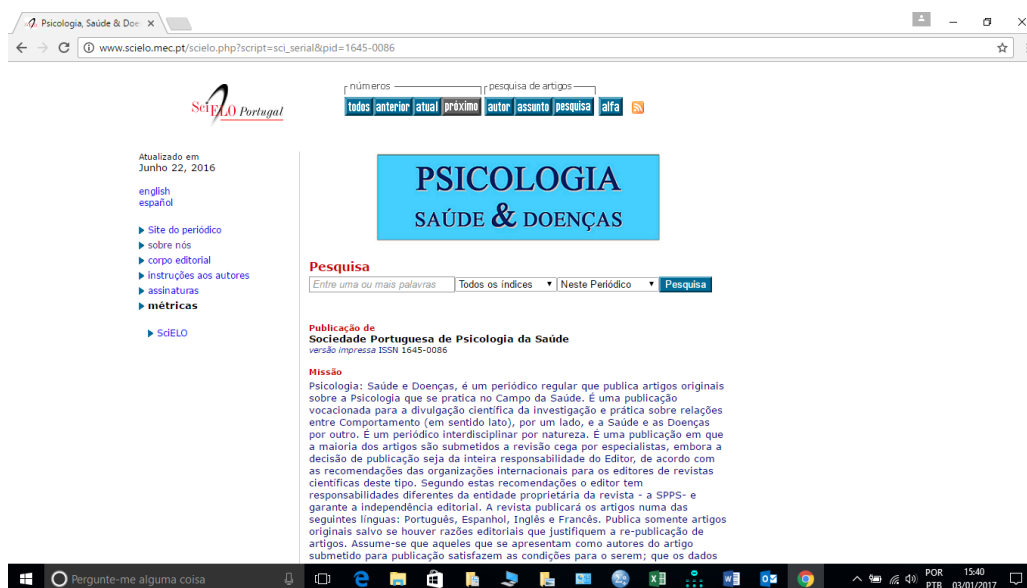 Psicologia, Saúde & Doe
www.scielo.mec.pt/scielo.php?script=sci_serial&pid=1645-0086
SciELO Portugal
números
pesquisa de artigos
todos anterior atual próximo autor assunto pesquisa alfa
Atualizado em
Junho 22, 2016
english
español
Site do periódico
sobre nós
corpo editorial
instruções aos autores
assinaturas
métricas
SciELO
PSICOLOGIA
SAÚDE & DOENÇAS
Pesquisa
Entre uma ou mais palavras Todos os índices Neste Periódico Pesquisa
Publicação de
Sociedade Portuguesa de Psicologia da Saúde
versão impressa ISSN 1645-0086
Missão
Psicologia: Saúde e Doenças, é um periódico regular que publica artigos originais
sobre a Psicologia que se pratica no Campo da Saúde. É uma publicação
vocacionada para a divulgação científica da investigação e prática sobre relações
entre Comportamento (em sentido lato), por um lado, e a Saúde e as Doenças
por outro. É um periódico interdisciplinar por natureza. É uma publicação em que
a maioria dos artigos são submetidos a revisão cega por especialistas, embora a
decisão de publicação seja da inteira responsabilidade do Editor, de acordo com
as recomendações das organizações internacionais para os editores de revistas
científicas deste tipo. Segundo estas recomendações o editor tem
responsabilidades diferentes da entidade proprietária da revista - a SPPS- e
garante a independência editorial. A revista publicará os artigos numa das
seguintes línguas: Português, Espanhol, Inglês e Francês. Publica somente artigos
originais salvo se houver razões editoriais que justifiquem a re-publicação de
artigos. Assume-se que aqueles que se apresentam como autores do artigo
submetido para publicação satisfazem as condições para o serem; que os dados
Pergunte-me alguma coisa
POR
PTB
15:40
03/01/2017